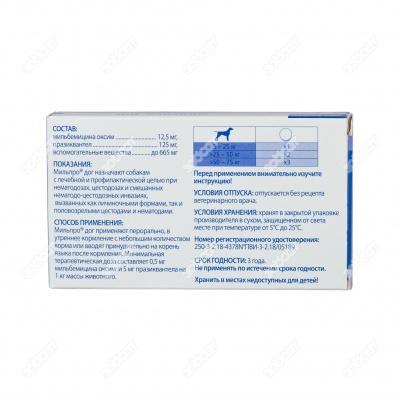 СОСТАВ:
мильбемицина оксим 12,5 мг,
празиквантел 125 мг,
вспомогательные вещества до 665 мг
ПОКАЗАНИЯ:
Мильпро® дог назначают собакам
с лечебной и профилактической целью при
нематодозах, цестодозах и смешанных
нематодо-цестодозных инвазиях,
вызванных как личиночными формами, так и
половозрелыми цестодами и нематодами.
СПОСОБ ПРИМЕНЕНИЯ:
Мильпро® дог применяют перорально, в
утреннее кормление с небольшим количеством
корма или вводят принудительно на корень
языка после кормления. Минимальная
терапевтическая доза составляет 0,5 мг
мильбемицина оксим и 5 мг празиквантела на
1 кг массы животного.
5 – 25 кг
>25 – 50 кг
>50 – 75 кг x3
Перед применением внимательно изучите
инструкцию!
УСЛОВИЯ ОТПУСКА: отпускается без рецепта
ветеринарного врача.
УСЛОВИЯ ХРАНЕНИЯ: хранят в закрытой упаковке
производителя в сухом, защищенном от света
месте при температуре от 5°С до 25°С.
Номер регистрационного удостоверения:
СРОК ГОДНОСТИ: 3 года.
Не применять по истечении срока годности.
Хранить в местах недоступных для детей!